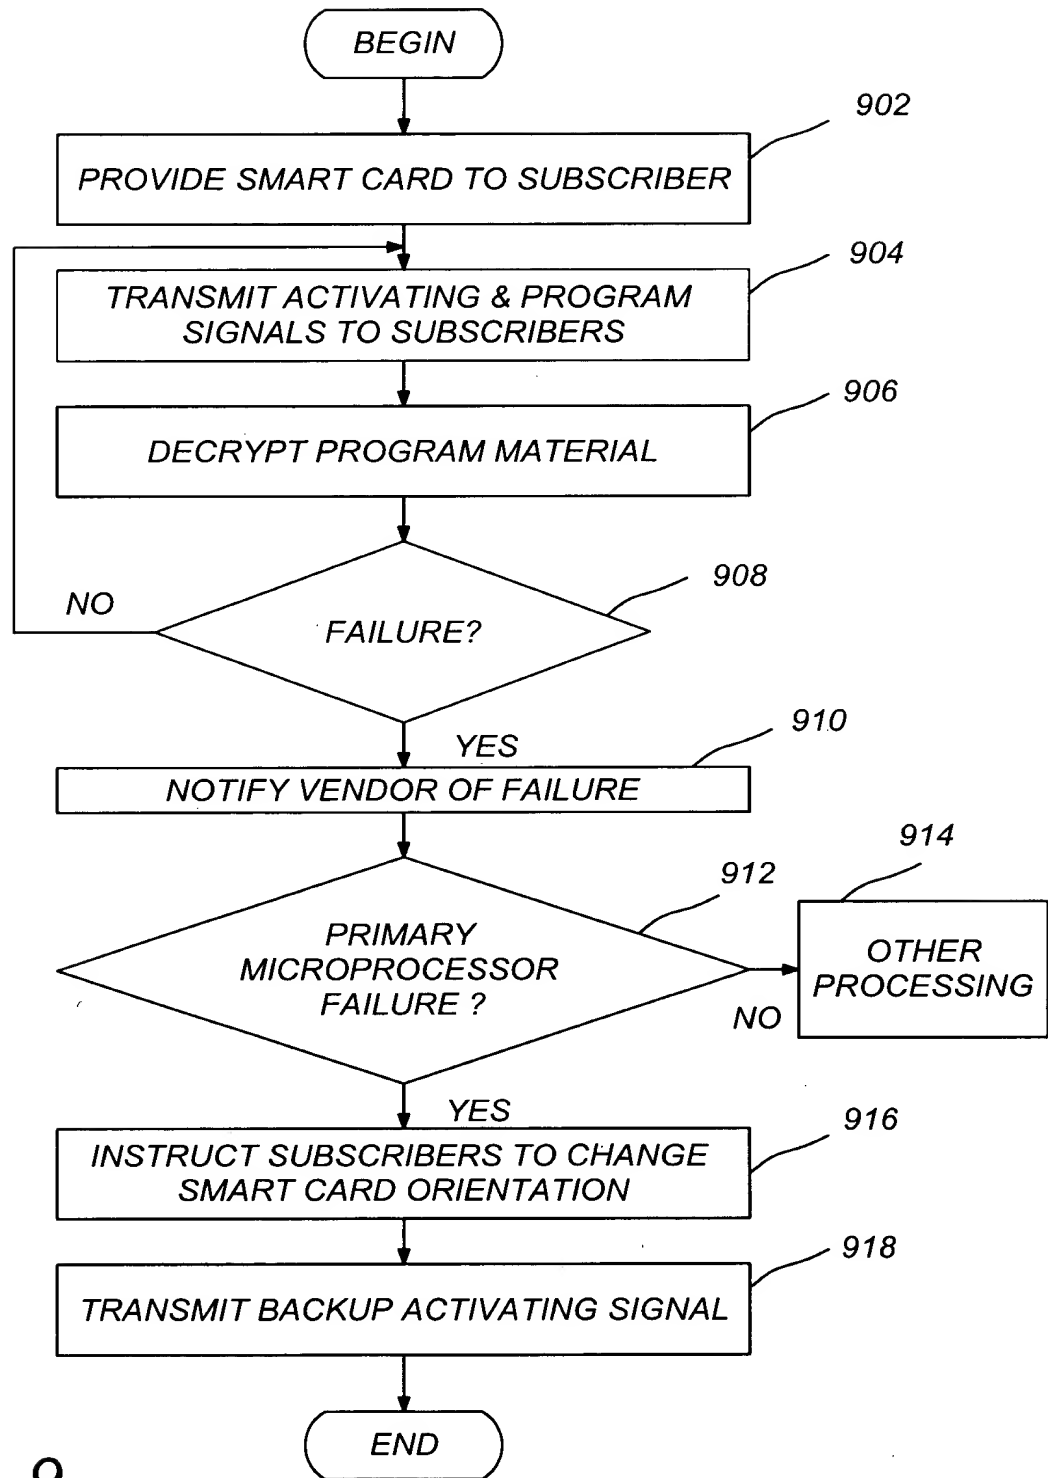 BEGIN
902
PROVIDE SMART CARD TO SUBSCRIBER
904
TRANSMIT ACTIVATING & PROGRAM
SIGNALS TO SUBSCRIBERS
906
DECRYPT PROGRAM MATERIAL
908
NO
FAILURE?
YES
910
NOTIFY VENDOR OF FAILURE
914
912
PRIMARY
MICROPROCESSOR
FAILURE ?
OTHER
PROCESSING
NO
YES
916
INSTRUCT SUBSCRIBERS TO CHANGE
SMART CARD ORIENTATION
918
TRANSMIT BACKUP ACTIVATING SIGNAL
END